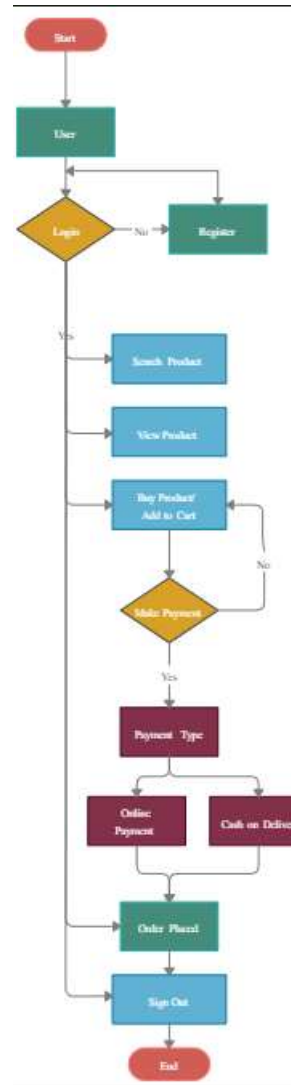 Start
User
Login
No
Register
Yes
Search Product
View Product
Buy Product/
Add to Cart
No
Make Payment
Yes
Payment Type
Online
Payment
Cash on Delive
Order Placed
Sign Out
End